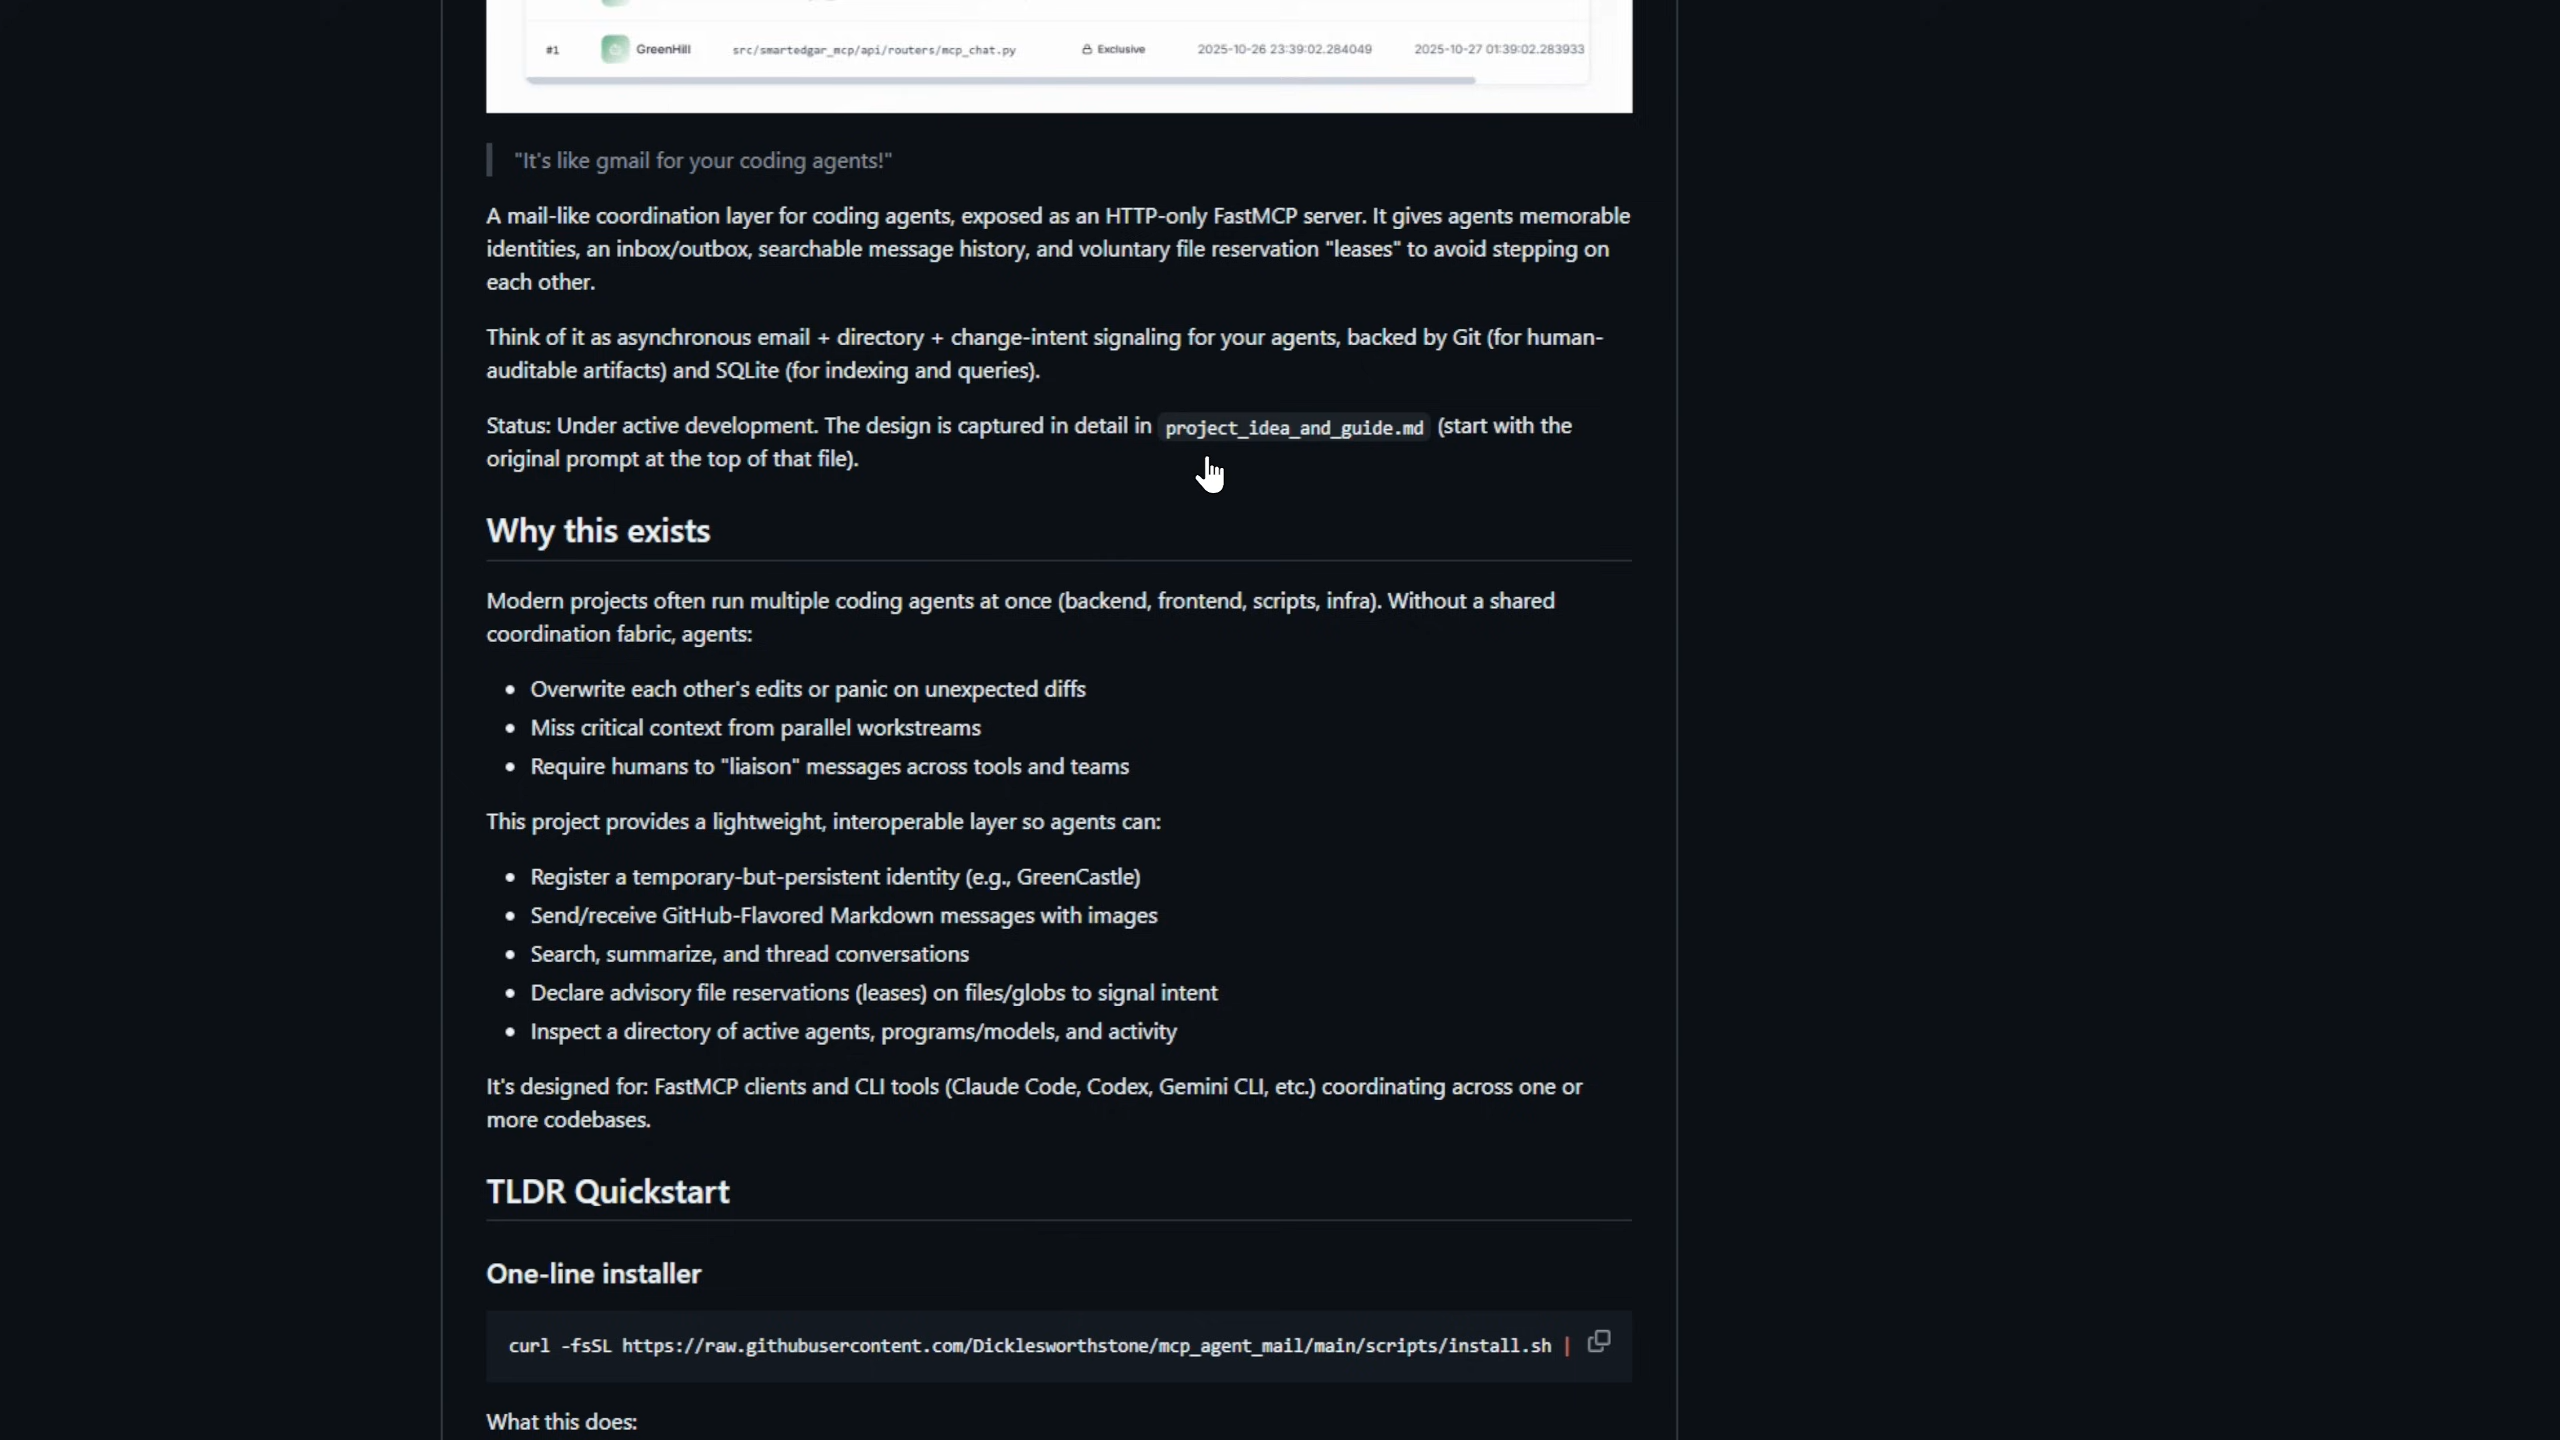 #1 GreenHill src/smartedgar_mcp/api/routers/mcp_chat.py Exclusive 2025-10-26 23:39:02.284049 2025-10-27 01:39:02.283933
"It's like gmail for your coding agents!"
A mail-like coordination layer for coding agents, exposed as an HTTP-only FastMCP server. It gives agents memorable
identities, an inbox/outbox, searchable message history, and voluntary file reservation "leases" to avoid stepping on
each other.
Think of it as asynchronous email + directory + change-intent signaling for your agents, backed by Git (for human-
auditable artifacts) and SQLite (for indexing and queries).
Status: Under active development. The design is captured in detail in project_idea_and_guide.md (start with the
original prompt at the top of that file).
Why this exists
Modern projects often run multiple coding agents at once (backend, frontend, scripts, infra). Without a shared
coordination fabric, agents:
• Overwrite each other's edits or panic on unexpected diffs
• Miss critical context from parallel workstreams
• Require humans to "liaison" messages across tools and teams
This project provides a lightweight, interoperable layer so agents can:
• Register a temporary-but-persistent identity (e.g., GreenCastle)
• Send/receive GitHub-Flavored Markdown messages with images
• Search, summarize, and thread conversations
• Declare advisory file reservations (leases) on files/globs to signal intent
• Inspect a directory of active agents, programs/models, and activity
It's designed for: FastMCP clients and CLI tools (Claude Code, Codex, Gemini CLI, etc.) coordinating across one or
more codebases.
TLDR Quickstart
One-line installer
curl -fsSL https://raw.githubusercontent.com/Dicklesworthstone/mcp_agent_mail/main/scripts/install.sh |
What this does: